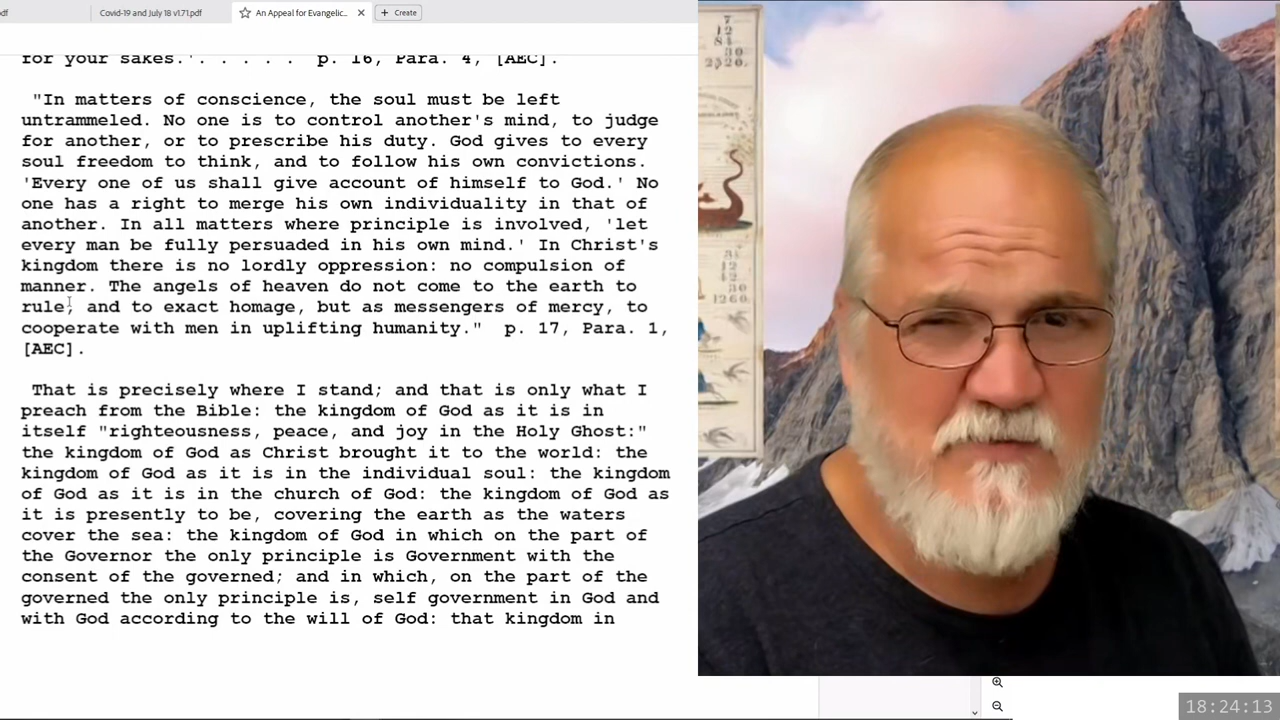 df
Covid-19 and July 18 v1.71.pdf
An Appeal for Evangelic...
Create
for your sakes.'. . . . . p. 16, Para. 4, [AEC].
"In matters of conscience, the soul must be left
untrammeled. No one is to control another's mind, to judge
for another, or to prescribe his duty. God gives to every
soul freedom to think, and to follow his own convictions.
'Every one of us shall give account of himself to God.' No
one has a right to merge his own individuality in that of
another. In all matters where principle is involved, 'let
every man be fully persuaded in his own mind.' In Christ's
kingdom there is no lordly oppression: no compulsion of
manner. The angels of heaven do not come to the earth to
rule, and to exact homage, but as messengers of mercy, to
cooperate with men in uplifting humanity." p. 17, Para. 1,
[AEC].
That is precisely where I stand; and that is only what I
preach from the Bible: the kingdom of God as it is in
itself "righteousness, peace, and joy in the Holy Ghost:"
the kingdom of God as Christ brought it to the world: the
kingdom of God as it is in the individual soul: the kingdom
of God as it is in the church of God: the kingdom of God as
it is presently to be, covering the earth as the waters
cover the sea: the kingdom of God in which on the part of
the Governor the only principle is Government with the
consent of the governed; and in which, on the part of the
governed the only principle is, self government in God and
with God according to the will of God: that kingdom in
7
12
84
30
2520.
12
42
30
1260
18:24:13